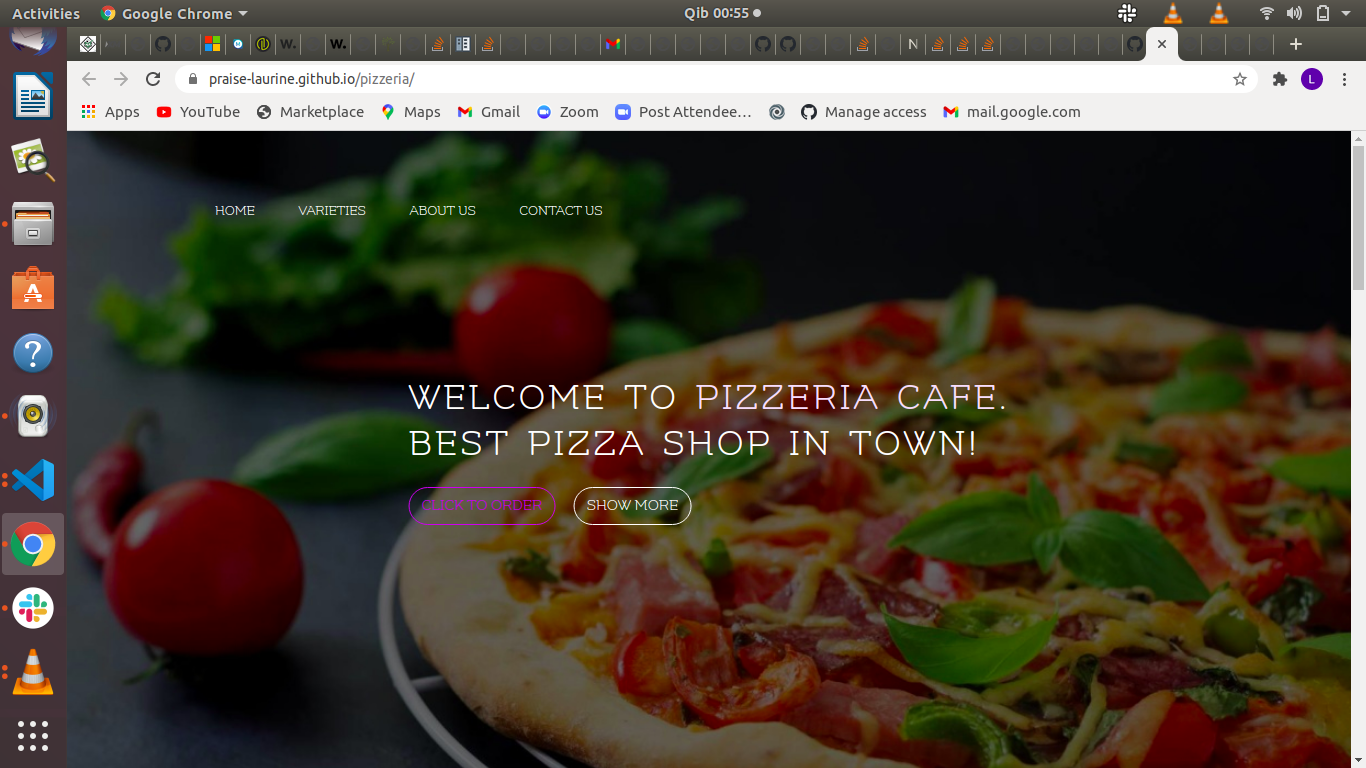 Activities
Google Chrome
Qib 00:55
praise-laurine.github.io/pizzeria/
L
Apps
YouTube
Marketplace
Maps
Gmail
Zoom
Post Attendee…
Manage access
mail.google.com
HOME VARIETIES ABOUT US CONTACT US
WELCOME TO PIZZERIA CAFE.
BEST PIZZA SHOP IN TOWN!
CLICK TO ORDER
SHOW MORE